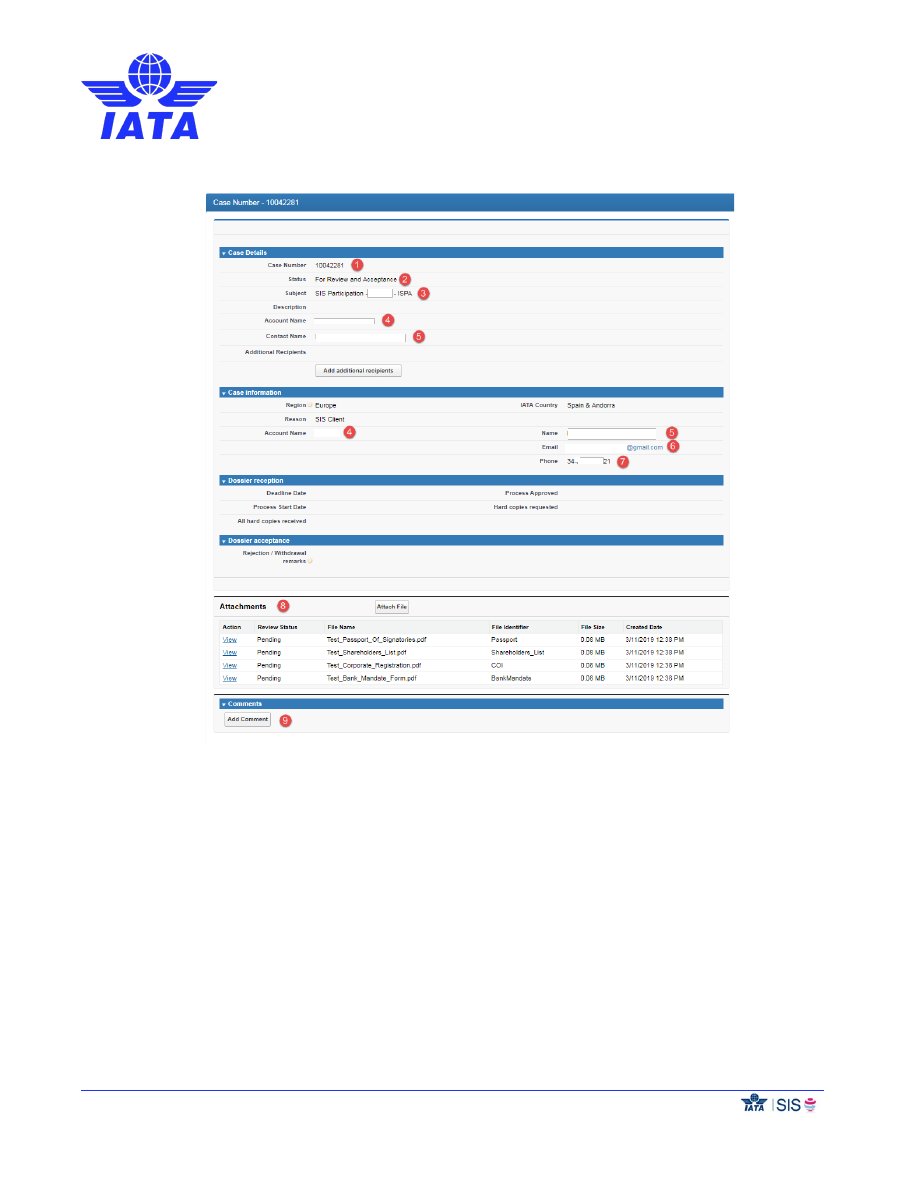 IATA
Case Number - 10042281
Case Details
Case Number 10042281 1
Status For Review and Acceptance 2
Subject SIS Participation - - ISPA 3
Description
Account Name 4
Contact Name 5
Additional Recipients
Add additional recipients
Case information
Region Europe IATA Country Spain & Andorra
Reason SIS Client
Account Name 4 Name 5
Email @gmail.com 6
Phone 34- 21 7
Dossier reception
Deadline Date Process Approved
Process Start Date Hard copies requested
All hard copies received
Dossier acceptance
Rejection / Withdrawal
remarks
Attachments 8 Attach File
Action Review Status File Name File Identifier File Size Created Date
View Pending Test_Passport_Of_Signatories.pdf Passport 0.06 MB 3/11/2019 12:38 PM
View Pending Test_Shareholders_List.pdf Shareholders_List 0.06 MB 3/11/2019 12:38 PM
View Pending Test_Corporate_Registration.pdf COI 0.06 MB 3/11/2019 12:38 PM
View Pending Test_Bank_Mandate_Form.pdf BankMandate 0.06 MB 3/11/2019 12:38 PM
Comments
Add Comment 9
IATA | SIS